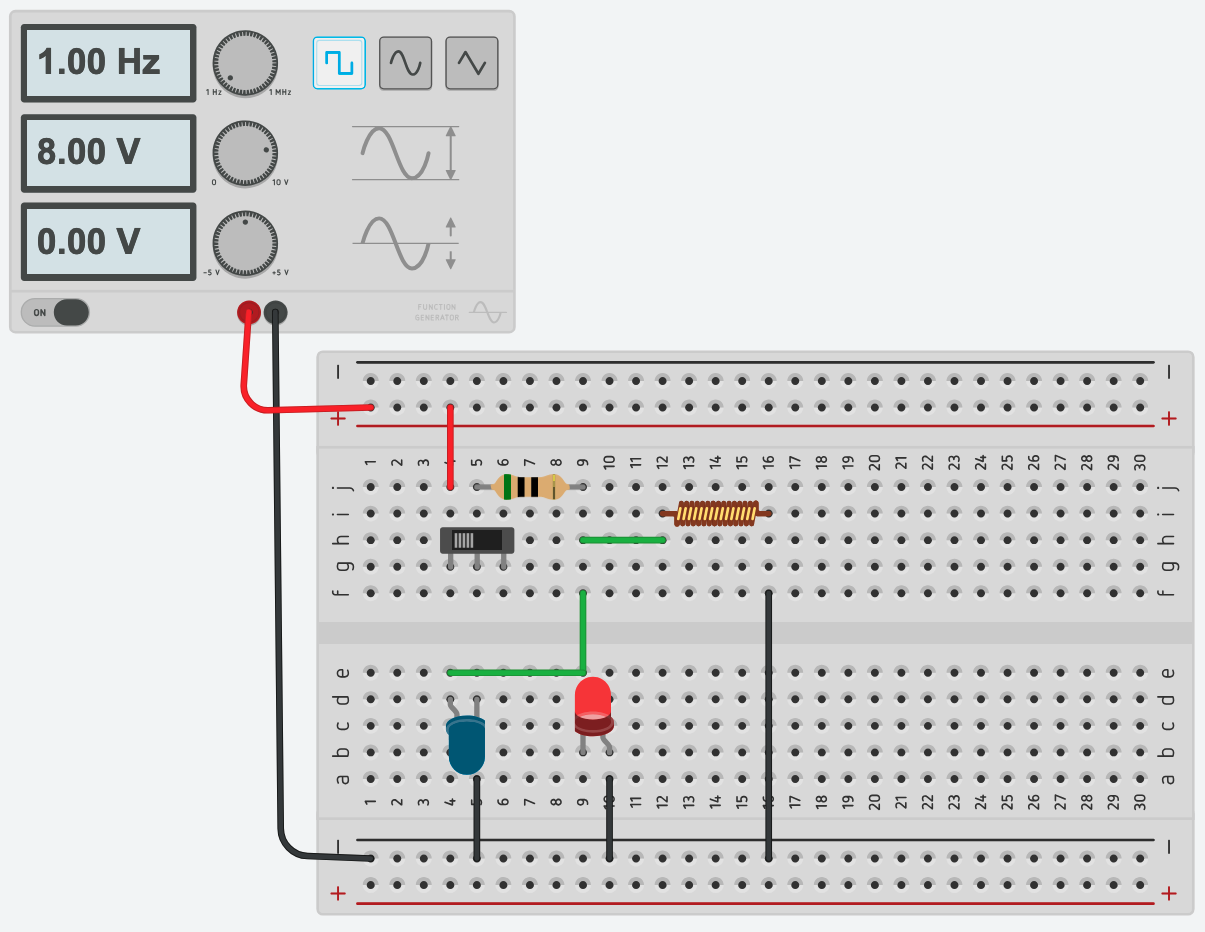 1.00 Hz
1 Hz 1 MHz
8.00 V
0 10 V
0.00 V
-5 V +5 V
ON
FUNCTION
GENERATOR
− −
+ +
1 2 3 4 5 6 7 8 9 10 11 12 13 14 15 16 17 18 19 20 21 22 23 24 25 26 27 28 29 30
j j
i i
h h
g g
f f
e e
d d
c c
b b
a a
1 2 3 4 5 6 7 8 9 10 11 12 13 14 15 16 17 18 19 20 21 22 23 24 25 26 27 28 29 30
− −
+ +